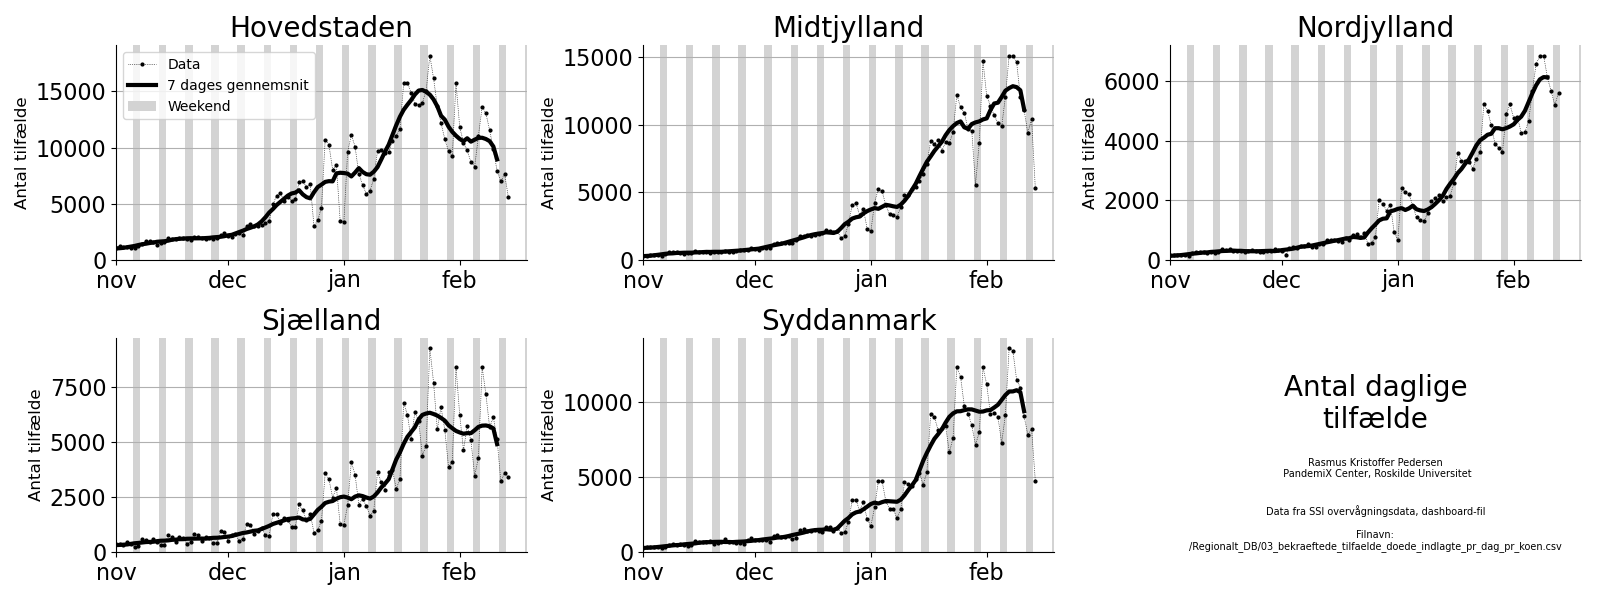 Hovedstaden
Antal tilfælde
15000
10000
5000
0
Data
7 dages gennemsnit
Weekend
nov
dec
jan
feb
Midtjylland
Antal tilfælde
15000
10000
5000
0
nov
dec
jan
feb
Nordjylland
Antal tilfælde
6000
4000
2000
0
nov
dec
jan
feb
Sjælland
Antal tilfælde
7500
5000
2500
0
nov
dec
jan
feb
Syddanmark
Antal tilfælde
10000
5000
0
nov
dec
jan
feb
Antal daglige
tilfælde
Rasmus Kristoffer Pedersen
PandemiX Center, Roskilde Universitet
Data fra SSI overvågningsdata, dashboard-fil
Filnavn:
/Regionalt_DB/03_bekraeftede_tilfaelde_doede_indlagte_pr_dag_pr_koen.csv